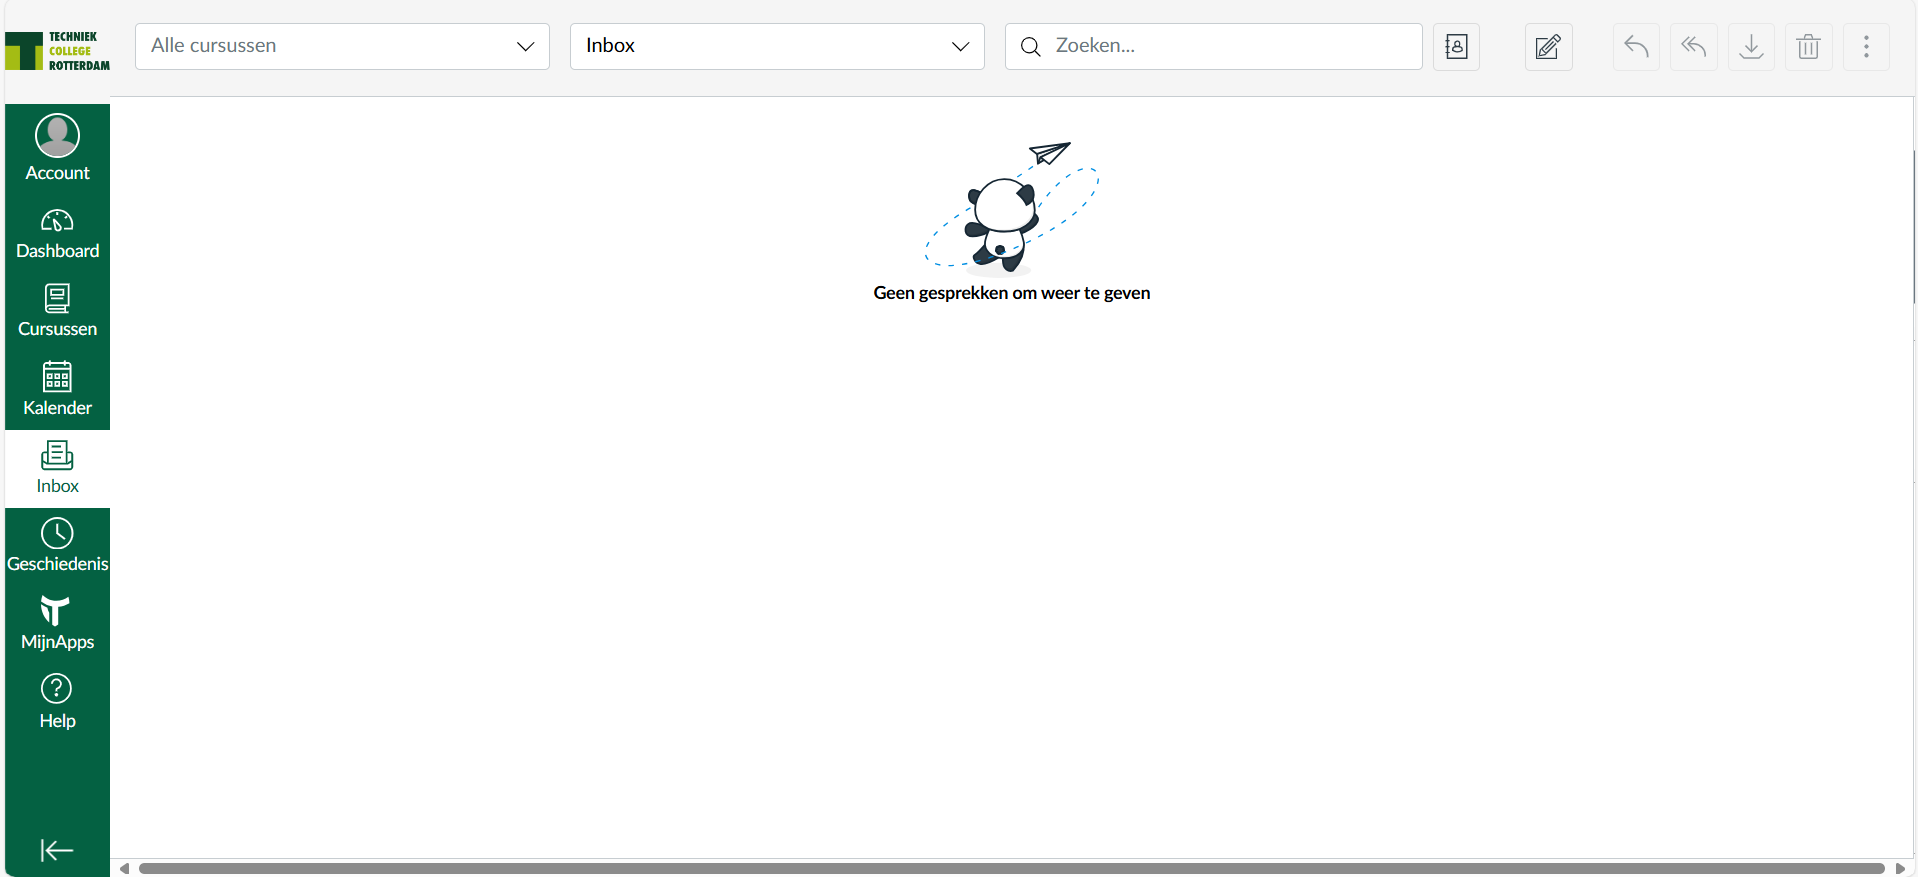 TECHNIEK
COLLEGE
ROTTERDAM
Alle cursussen
Inbox
Zoeken...
Account
Dashboard
Cursussen
Kalender
Inbox
Geschiedenis
MijnApps
Help
Geen gesprekken om weer te geven